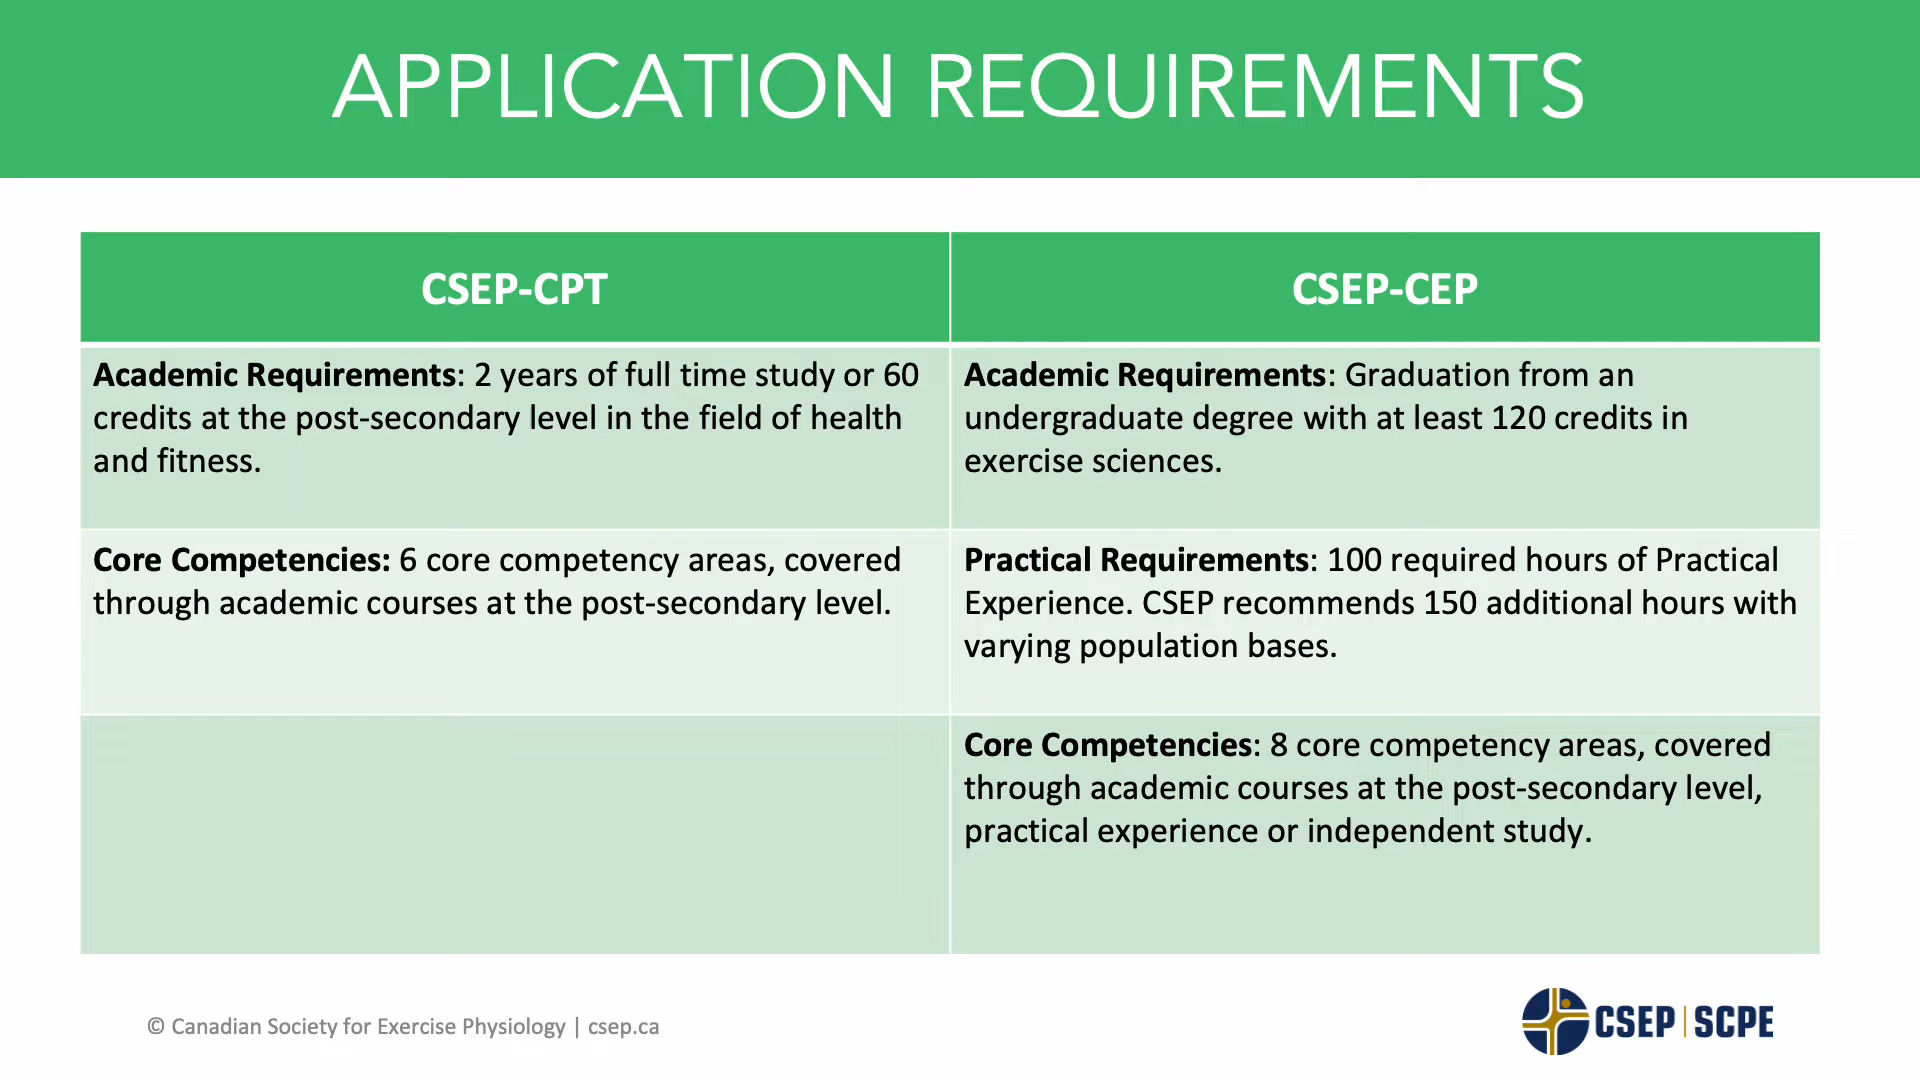 APPLICATION REQUIREMENTS
CSEP-CPT
CSEP-CEP
Academic Requirements: 2 years of full time study or 60
credits at the post-secondary level in the field of health
and fitness.
Academic Requirements: Graduation from an
undergraduate degree with at least 120 credits in
exercise sciences.
Core Competencies: 6 core competency areas, covered
through academic courses at the post-secondary level.
Practical Requirements: 100 required hours of Practical
Experience. CSEP recommends 150 additional hours with
varying population bases.
Core Competencies: 8 core competency areas, covered
through academic courses at the post-secondary level,
practical experience or independent study.
© Canadian Society for Exercise Physiology | csep.ca
CSEP | SCPE